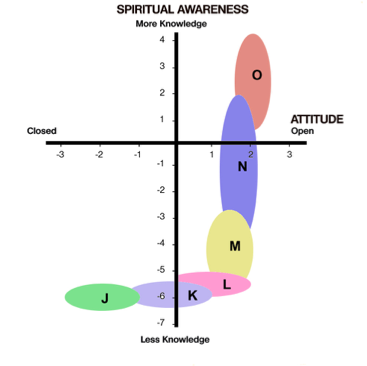 SPIRITUAL AWARENESS
More Knowledge
4
3
O
2
1
ATTITUDE
Closed
Open
-3 -2 -1 1 2 3
-1
N
-2
-3
-4
M
-5
L
J
-6
K
-7
Less Knowledge